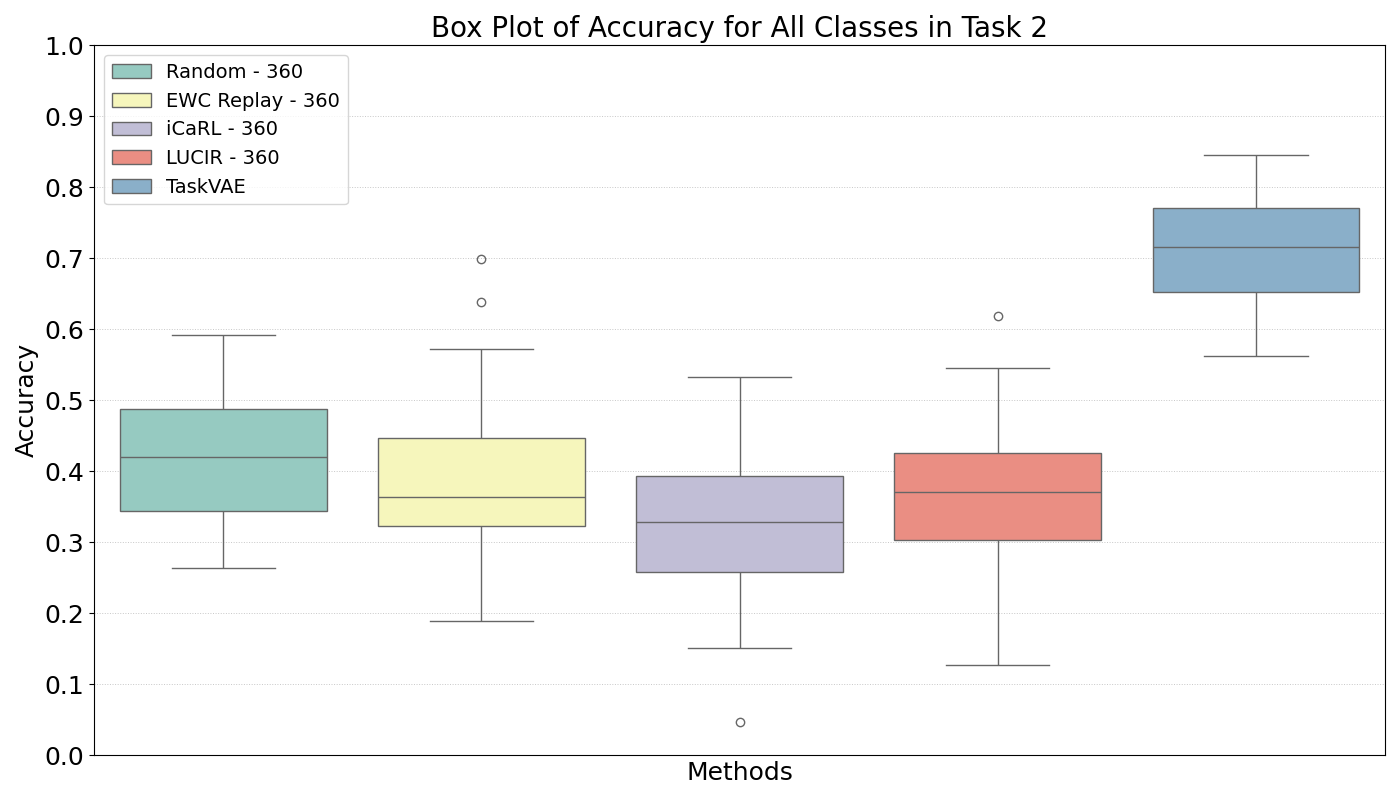 Box Plot of Accuracy for All Classes in Task 2
1.0
0.9
0.8
0.7
0.6
0.5
0.4
0.3
0.2
0.1
0.0
Accuracy
Random - 360
EWC Replay - 360
iCaRL - 360
LUCIR - 360
TaskVAE
Methods